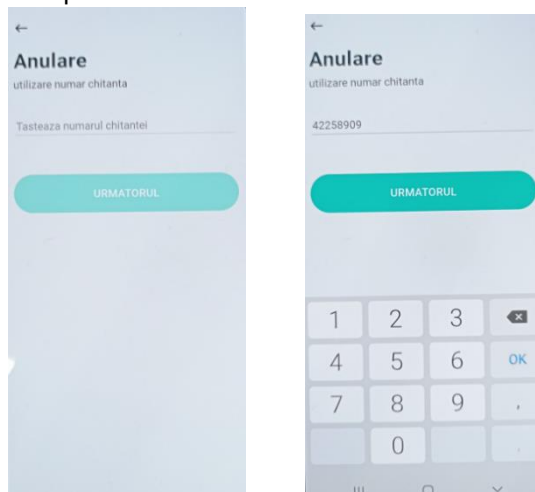 ←
Anulare
utilizare numar chitanta
Tasteaza numarul chitantei
URMATORUL
←
Anulare
utilizare numar chitanta
42258909
URMATORUL
1 2 3
4 5 6 OK
7 8 9 ,
0 .